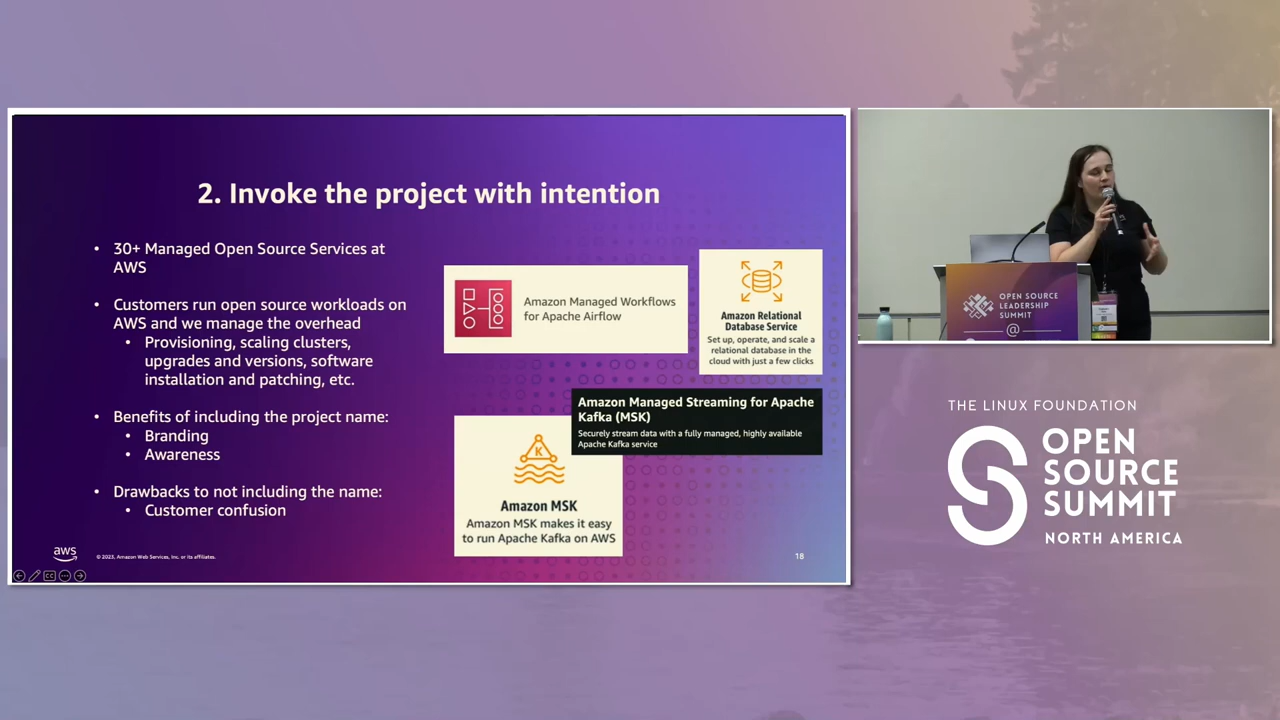 2. Invoke the project with intention
• 30+ Managed Open Source Services at
AWS
• Customers run open source workloads on
AWS and we manage the overhead
• Provisioning, scaling clusters,
upgrades and versions, software
installation and patching, etc.
• Benefits of including the project name:
• Branding
• Awareness
• Drawbacks to not including the name:
• Customer confusion
Amazon Managed Workflows
for Apache Airflow
Amazon Relational
Database Service
Set up, operate, and scale a
relational database in the
cloud with just a few clicks
Amazon Managed Streaming for Apache
Kafka (MSK)
Securely stream data with a fully managed, highly available
Apache Kafka service
K
Amazon MSK
Amazon MSK makes it easy
to run Apache Kafka on AWS
aws
© 2023, Amazon Web Services, Inc. or its affiliates.
18
CC
OPEN SOURCE
LEADERSHIP
SUMMIT
@
THE LINUX FOUNDATION
OPEN
SOURCE
SUMMIT
NORTH AMERICA